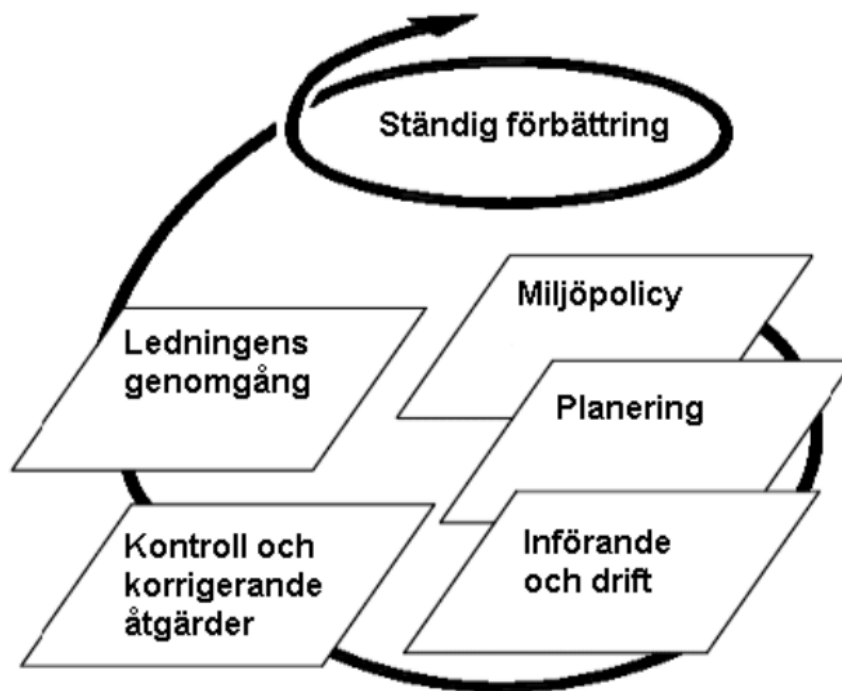 Ständig förbättring
Miljöpolicy
Planering
Införande
och drift
Kontroll och
korrigerande
åtgärder
Ledningens
genomgång